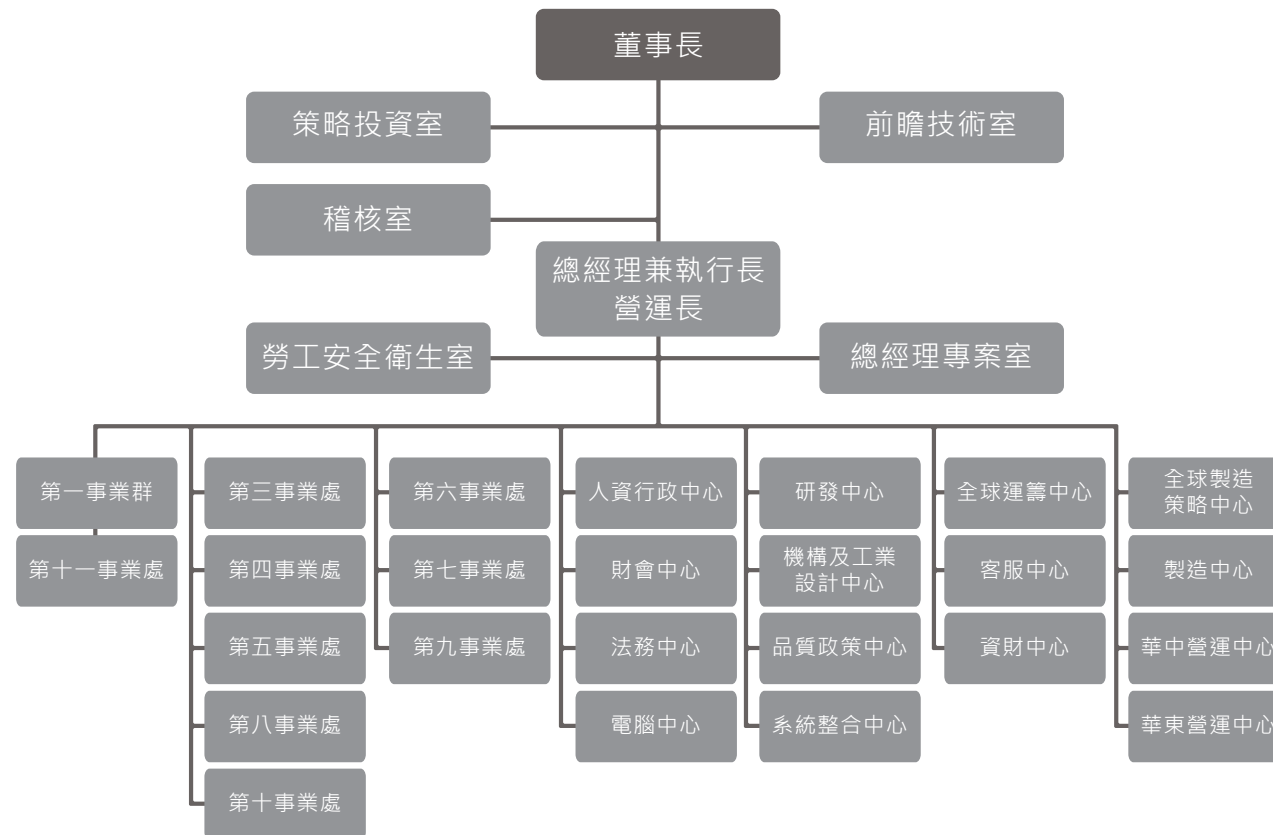 董事長
策略投資室
前瞻技術室
稽核室
總經理兼執行長
營運長
勞工安全衛生室
總經理專案室
第一事業群
第三事業處
第六事業處
人資行政中心
研發中心
全球運籌中心
全球製造
策略中心
第十一事業處
第四事業處
第七事業處
財會中心
機構及工業
設計中心
客服中心
製造中心
第五事業處
第九事業處
法務中心
品質政策中心
資財中心
華中營運中心
第八事業處
電腦中心
系統整合中心
華東營運中心
第十事業處